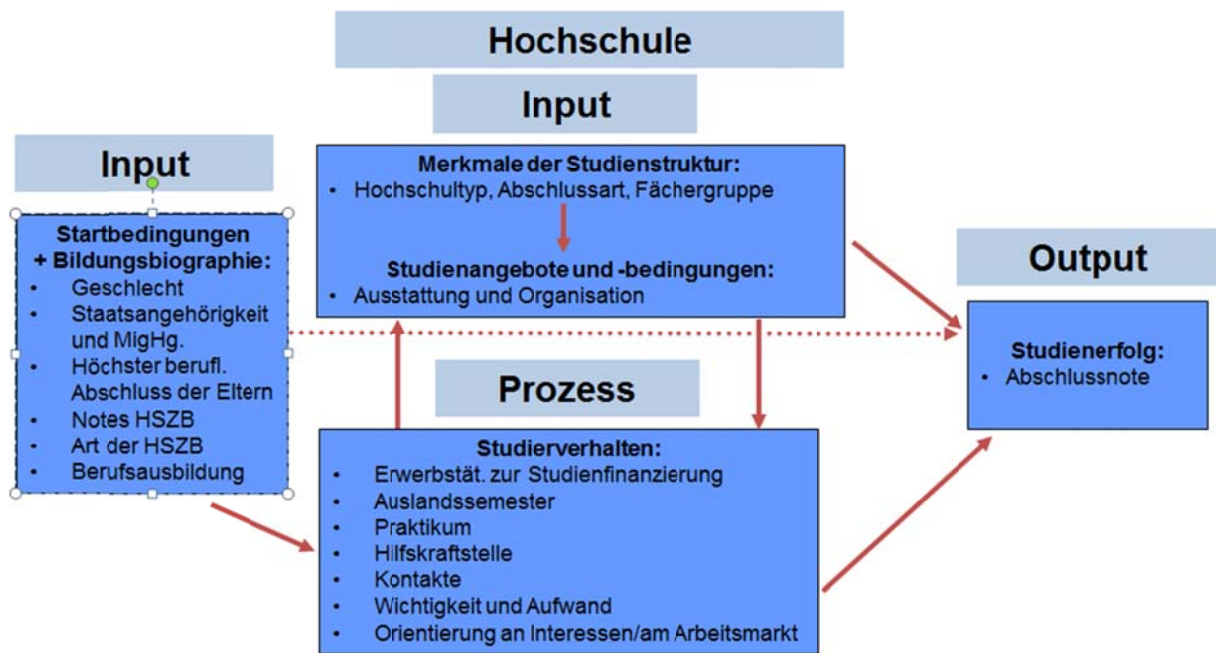 Hochschule
Input
Input
Startbedingungen
+ Bildungsbiographie:
• Geschlecht
• Staatsangehörigkeit
und MigHg.
• Höchster berufl.
Abschluss der Eltern
• Notes HSZB
• Art der HSZB
• Berufsausbildung
Merkmale der Studienstruktur:
• Hochschultyp, Abschlussart, Fächergruppe
Studienangebote und -bedingungen:
• Ausstattung und Organisation
Prozess
Studierverhalten:
• Erwerbstät. zur Studienfinanzierung
• Auslandssemester
• Praktikum
• Hilfskraftstelle
• Kontakte
• Wichtigkeit und Aufwand
• Orientierung an Interessen/am Arbeitsmarkt
Output
Studienerfolg:
• Abschlussnote